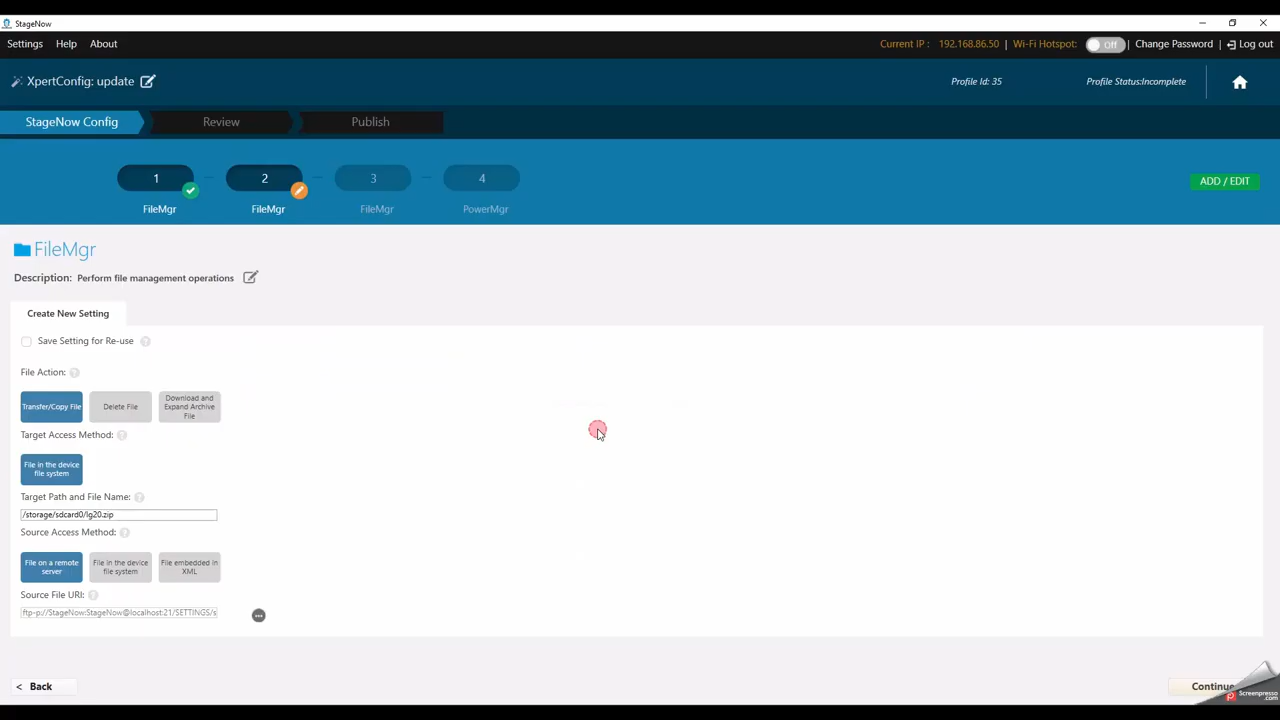 StageNow
Settings Help About
Current IP : 192.168.86.50 Wi-Fi Hotspot: Off | Change Password | Log out
XpertConfig: update
Profile Id: 35
Profile Status:Incomplete
StageNow Config
Review
Publish
1
2
3
4
FileMgr
FileMgr
FileMgr
PowerMgr
ADD / EDIT
FileMgr
Description: Perform file management operations
Create New Setting
Save Setting for Re-use ?
File Action: ?
Transfer/Copy File
Delete File
Download and
Expand Archive
File
Target Access Method: ?
File in the device
file system
Target Path and File Name: ?
/storage/sdcard0/lg20.zip
Source Access Method: ?
File on a remote
server
File in the device
file system
File embedded in
XML
Source File URI: ?
ftp-p://StageNow:StageNow@localhost:21/SETTINGS/s
< Back
Continue
Screenpresso
.com